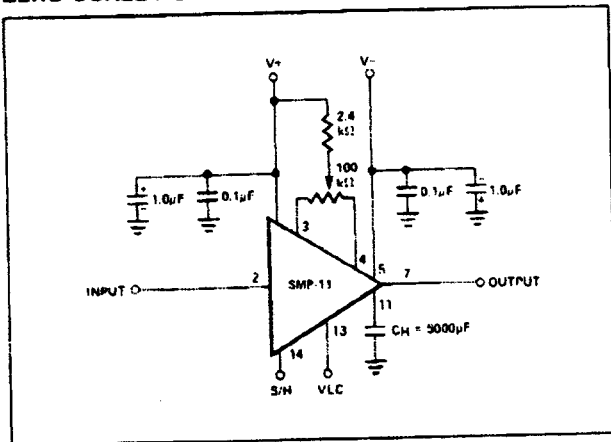 V+
V-
2.4
kΩ
100
kΩ
1.0µF
0.1µF
0.1µF
1.0µF
3
4
5
INPUT
2
SMP-11
7
OUTPUT
11
13
CH = 5000µF
14
S/H
VLC